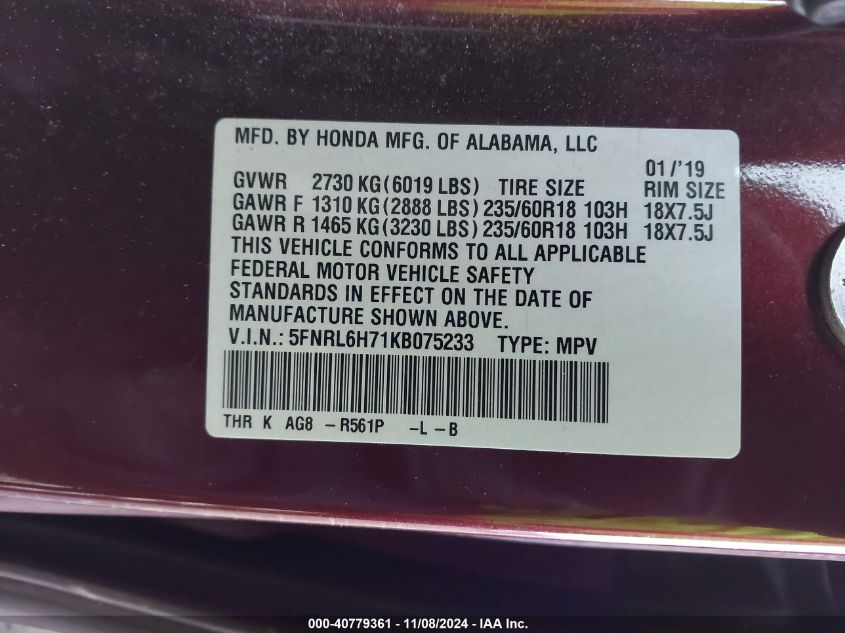 MFD. BY HONDA MFG. OF ALABAMA, LLC
01/'19
GVWR 2730 KG(6019 LBS) TIRE SIZE RIM SIZE
GAWR F 1310 KG(2888 LBS) 235/60R18 103H 18X7.5J
GAWR R 1465 KG(3230 LBS) 235/60R18 103H 18X7.5J
THIS VEHICLE CONFORMS TO ALL APPLICABLE
FEDERAL MOTOR VEHICLE SAFETY
STANDARDS IN EFFECT ON THE DATE OF
MANUFACTURE SHOWN ABOVE.
V.I.N.: 5FNRL6H71KB075233 TYPE: MPV
THR K AG8 -R561P -L-B
000-40779361 - 11/08/2024 - IAA Inc.